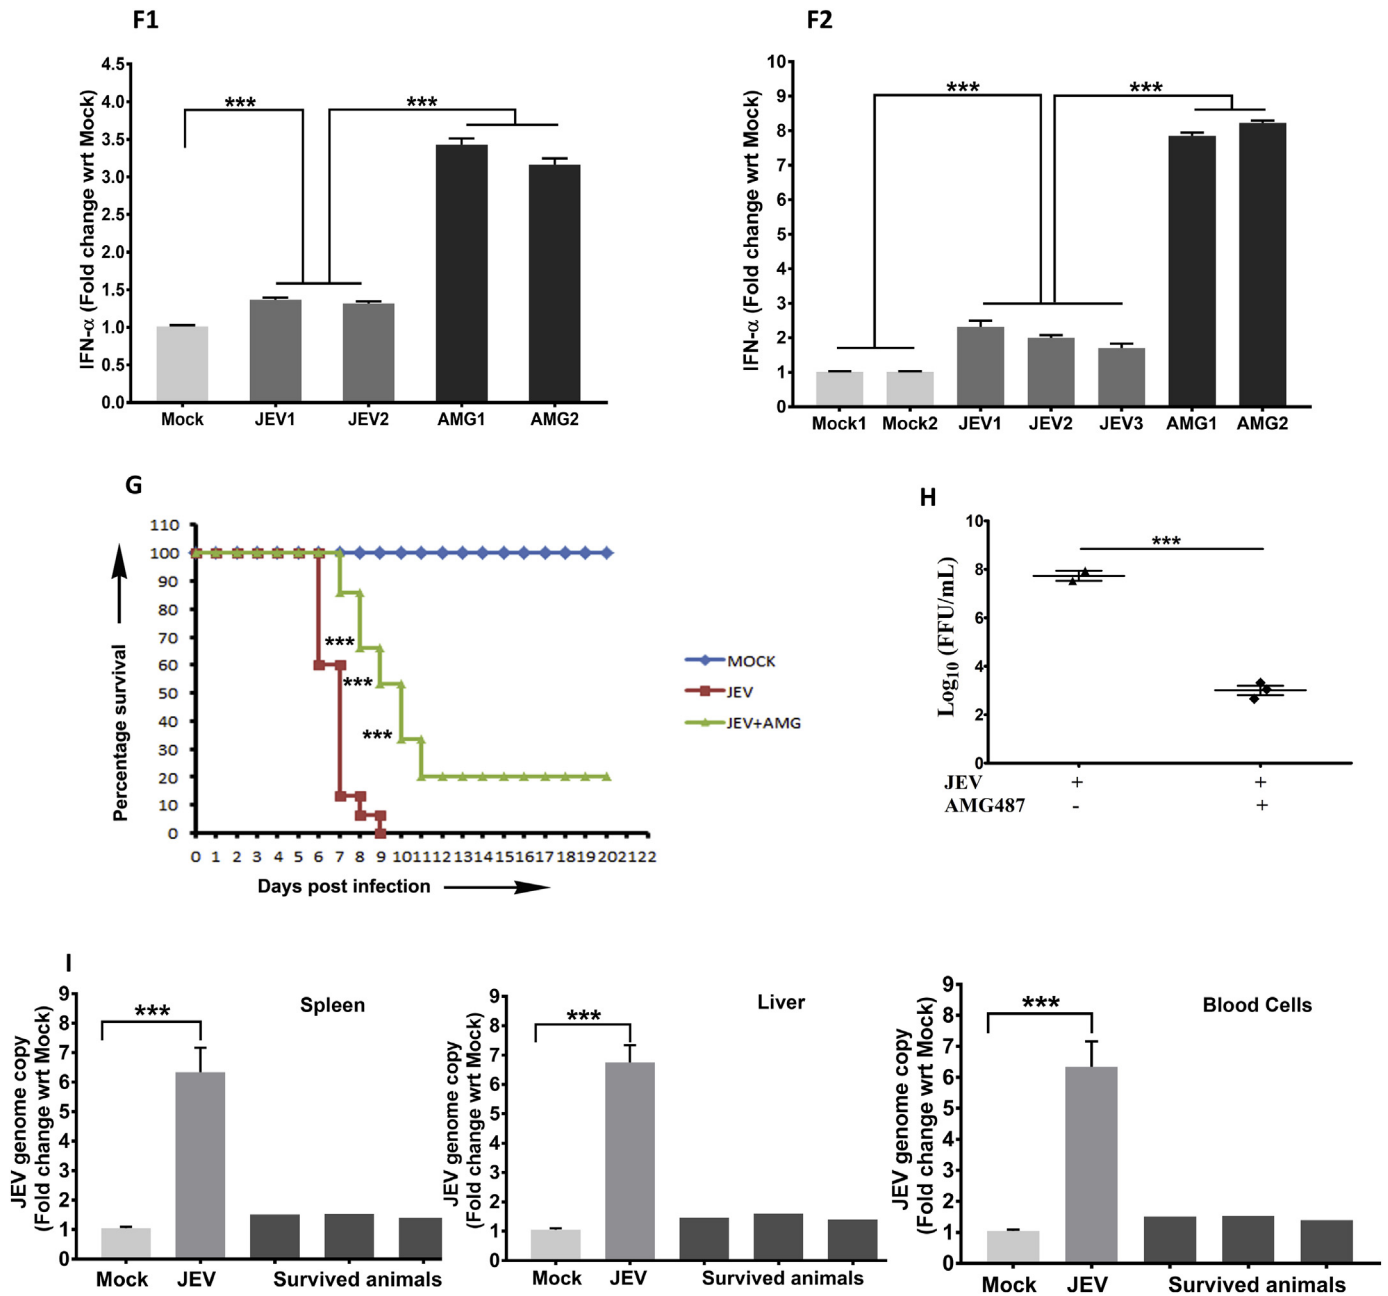 F1
IFN-α (Fold change wrt Mock)
4.5
4.0
3.5
3.0
2.5
2.0
1.5
1.0
0.5
0.0
***
***
Mock JEV1 JEV2 AMG1 AMG2
F2
IFN-α (Fold change wrt Mock)
10
9
8
7
6
5
4
3
2
1
0
***
***
Mock1 Mock2 JEV1 JEV2 JEV3 AMG1 AMG2
G
Percentage survival
110
100
90
80
70
60
50
40
30
20
10
0
***
***
***
0 1 2 3 4 5 6 7 8 9 10 11 12 13 14 15 16 17 18 19 20 21 22
Days post infection
MOCK
JEV
JEV+AMG
H
Log10 (FFU/mL)
10
8
6
4
2
0
***
JEV + +
AMG487 - +
I
JEV genome copy
(Fold change wrt Mock)
9
8
7
6
5
4
3
2
1
0
***
Spleen
Mock JEV Survived animals
JEV genome copy
(Fold change wrt Mock)
9
8
7
6
5
4
3
2
1
0
***
Liver
Mock JEV Survived animals
JEV genome copy
(Fold change wrt Mock)
9
8
7
6
5
4
3
2
1
0
***
Blood Cells
Mock JEV Survived animals